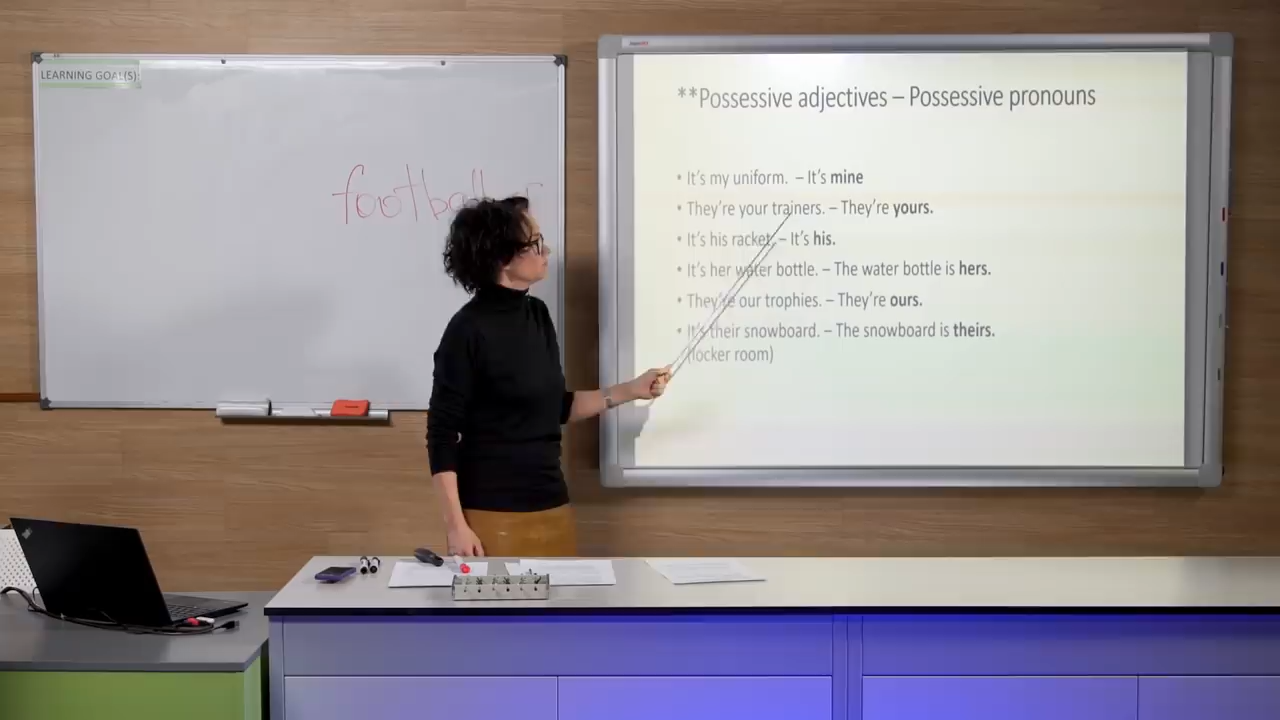 LEARNING GOAL(S):
**Possessive adjectives – Possessive pronouns
• It's my uniform. – It's mine
• They're your trainers. – They're yours.
• It's his racket. – It's his.
• It's her water bottle. – The water bottle is hers.
• They're our trophies. – They're ours.
• It's their snowboard. – The snowboard is theirs.
(locker room)